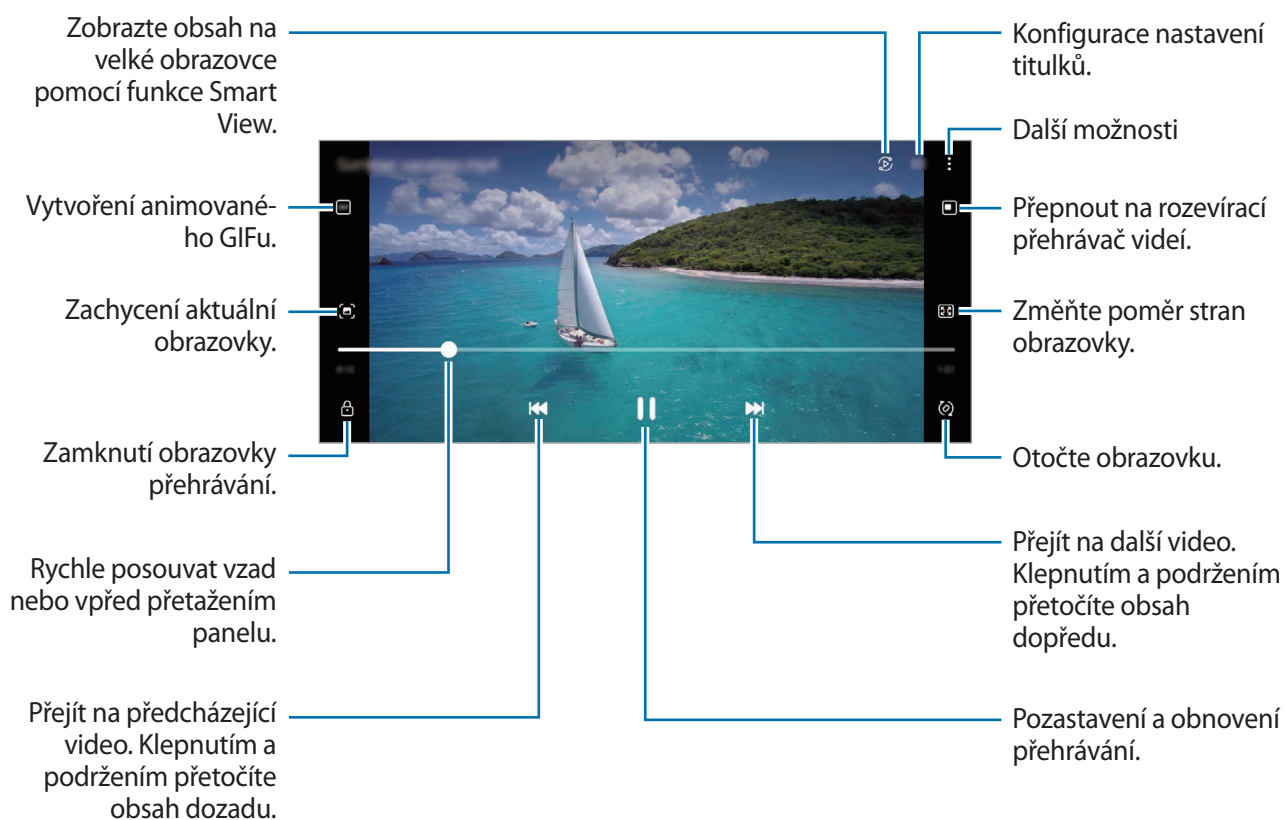 Zobrazte obsah na
velké obrazovce
pomocí funkce Smart
View.
Vytvoření animované-
ho GIFu.
Zachycení aktuální
obrazovky.
Zamknutí obrazovky
přehrávání.
Rychle posouvat vzad
nebo vpřed přetažením
panelu.
Přejít na předcházející
video. Klepnutím a
podržením přetočíte
obsah dozadu.
Konfigurace nastavení
titulků.
Další možnosti
Přepnout na rozevírací
přehrávač videí.
Změňte poměr stran
obrazovky.
Otočte obrazovku.
Přejít na další video.
Klepnutím a podržením
přetočíte obsah
dopředu.
Pozastavení a obnovení
přehrávání.